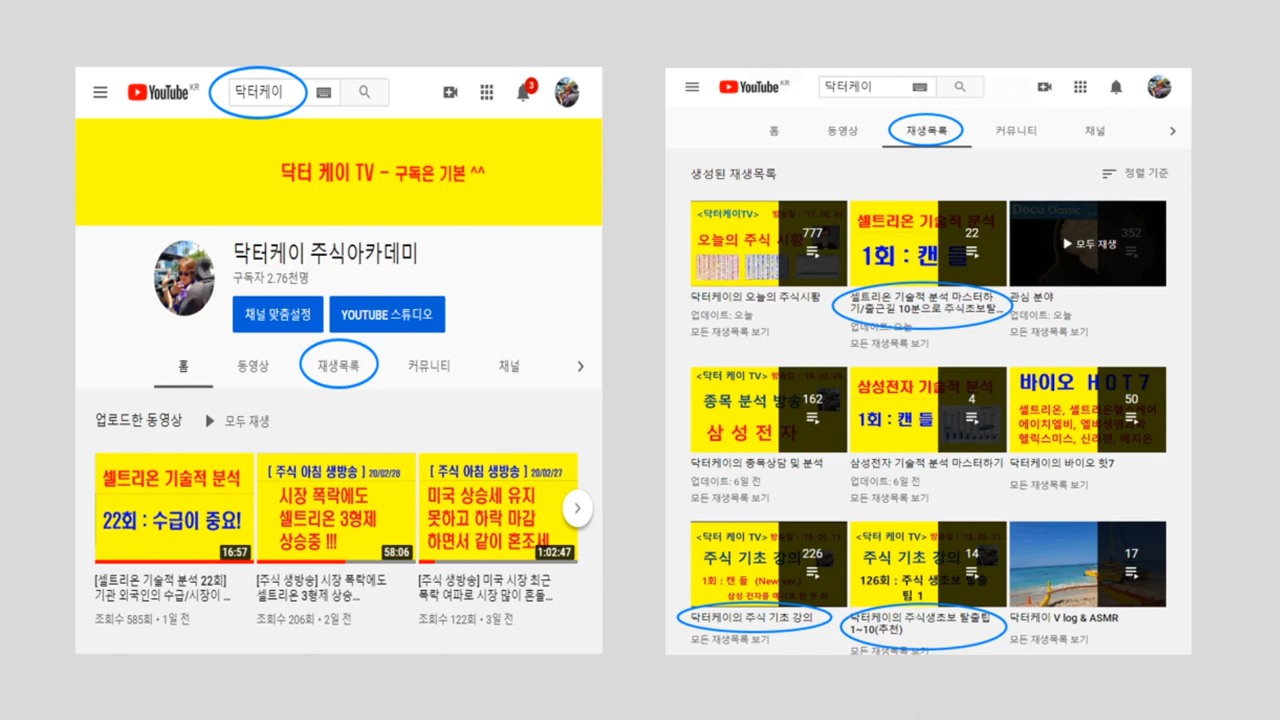 YouTube KR
닥터케이
3
닥터 케이 TV - 구독은 기본 ^^
닥터케이 주식아카데미
구독자 2.76천명
채널 맞춤설정
YOUTUBE 스튜디오
홈
동영상
재생목록
커뮤니티
채널
업로드한 동영상
모두 재생
셀트리온 기술적 분석
22회 : 수급이 중요!
16:57
[ 주식 아침 생방송 ] 20/02/28
시장 폭락에도
셀트리온 3형제
상승중 !!!
58:06
[ 주식 아침 생방송 ] 20/02/27
미국 상승세 유지
못하고 하락 마감
하면서 같이 혼조세
1:02:47
[셀트리온 기술적 분석 22회]
기관 외국인의 수급/시장이 ...
조회수 585회 • 1일 전
[주식 생방송] 시장 폭락에도
셀트리온 3형제 상승...
조회수 206회 • 2일 전
[주식 생방송] 미국 시장 최근
폭락 여파로 시장 많이 흔들...
조회수 122회 • 3일 전
YouTube KR
닥터케이
홈
동영상
재생목록
커뮤니티
채널
생성된 재생목록
정렬 기준
<닥터케이TV>
오늘의 주식 시황
777
닥터케이의 오늘의 주식시황
업데이트: 오늘
모든 재생목록 보기
셀트리온 기술적 분석
1회 : 캔 들
22
셀트리온 기술적 분석 마스터하
기/출근길 10분으로 주식초보탈...
업데이트: 오늘
모든 재생목록 보기
Docu Classic
352
모두 재생
관심 분야
업데이트: 오늘
모든 재생목록 보기
<닥터 케이 TV>
종목 분석 방송
삼 성 전 자
162
닥터케이의 종목상담 및 분석
업데이트: 6일 전
모든 재생목록 보기
삼성전자 기술적 분석
1회 : 캔 들
4
삼성전자 기술적 분석 마스터하기
업데이트: 6일 전
모든 재생목록 보기
바이오 HOT7
셀트리온, 셀트리온헬스케어
에이치엘비, 엘비생명과학
헬릭스미스, 신라젠, 메지온
50
닥터케이의 바이오 핫7
모든 재생목록 보기
<닥터 케이 TV>
주식 기초 강의
1회 : 캔 들 (New ver.)
226
닥터케이의 주식 기초 강의
모든 재생목록 보기
<닥터 케이 TV>
주식 기초 강의
126회 : 주식 생초보 탈출
팁 1
14
닥터케이의 주식생초보 탈출팁
1~10(추천)
모든 재생목록 보기
17
닥터케이 V log & ASMR
모든 재생목록 보기